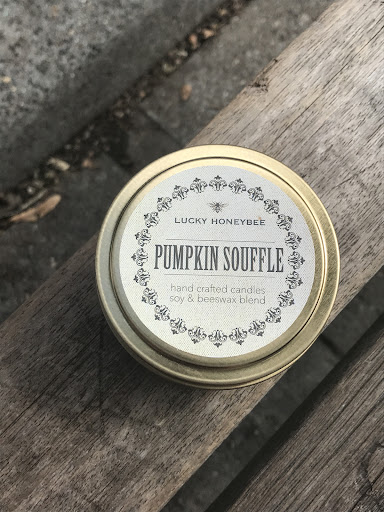 LUCKY HONEYBEE
PUMPKIN SOUFFLE
hand crafted candles
soy & beeswax blend